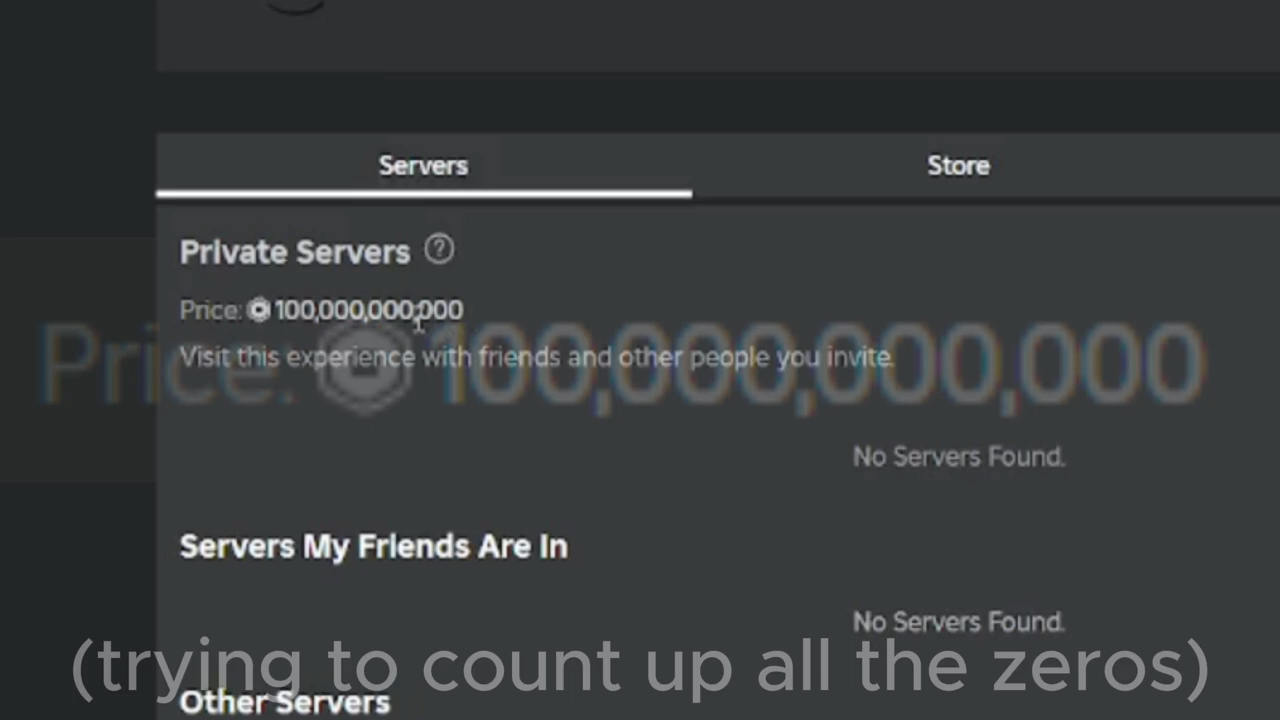 Servers
Store
Private Servers
Price: 100,000,000,000
Price: 100,000,000,000
Visit this experience with friends and other people you invite.
No Servers Found.
Servers My Friends Are In
No Servers Found.
(trying to count up all the zeros)
Other Servers